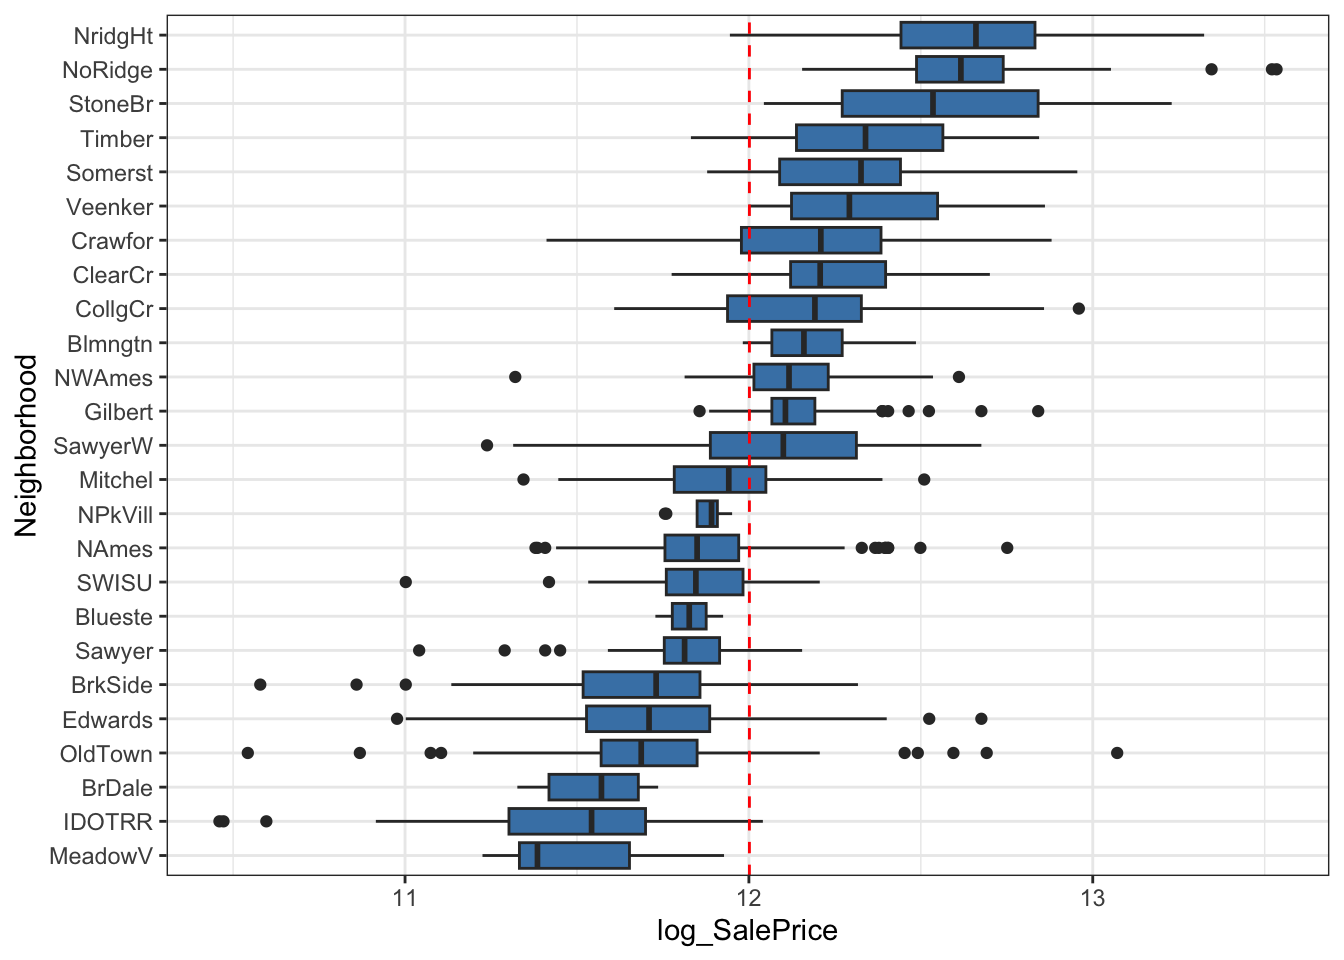 NridgHt
NoRidge
StoneBr
Timber
Somerst
Veenker
Crawfor
ClearCr
CollgCr
Blmngtn
NWAmes
Gilbert
SawyerW
Mitchel
NPkVill
NAmes
SWISU
Blueste
Sawyer
BrkSide
Edwards
OldTown
BrDale
IDOTRR
MeadowV
Neighborhood
11 12 13
log_SalePrice